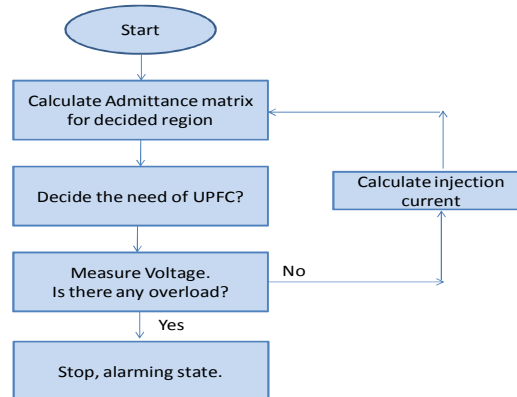 Start
Calculate Admittance matrix
for decided region
Decide the need of UPFC?
Calculate injection
current
Measure Voltage.
Is there any overload?
No
Yes
Stop, alarming state.